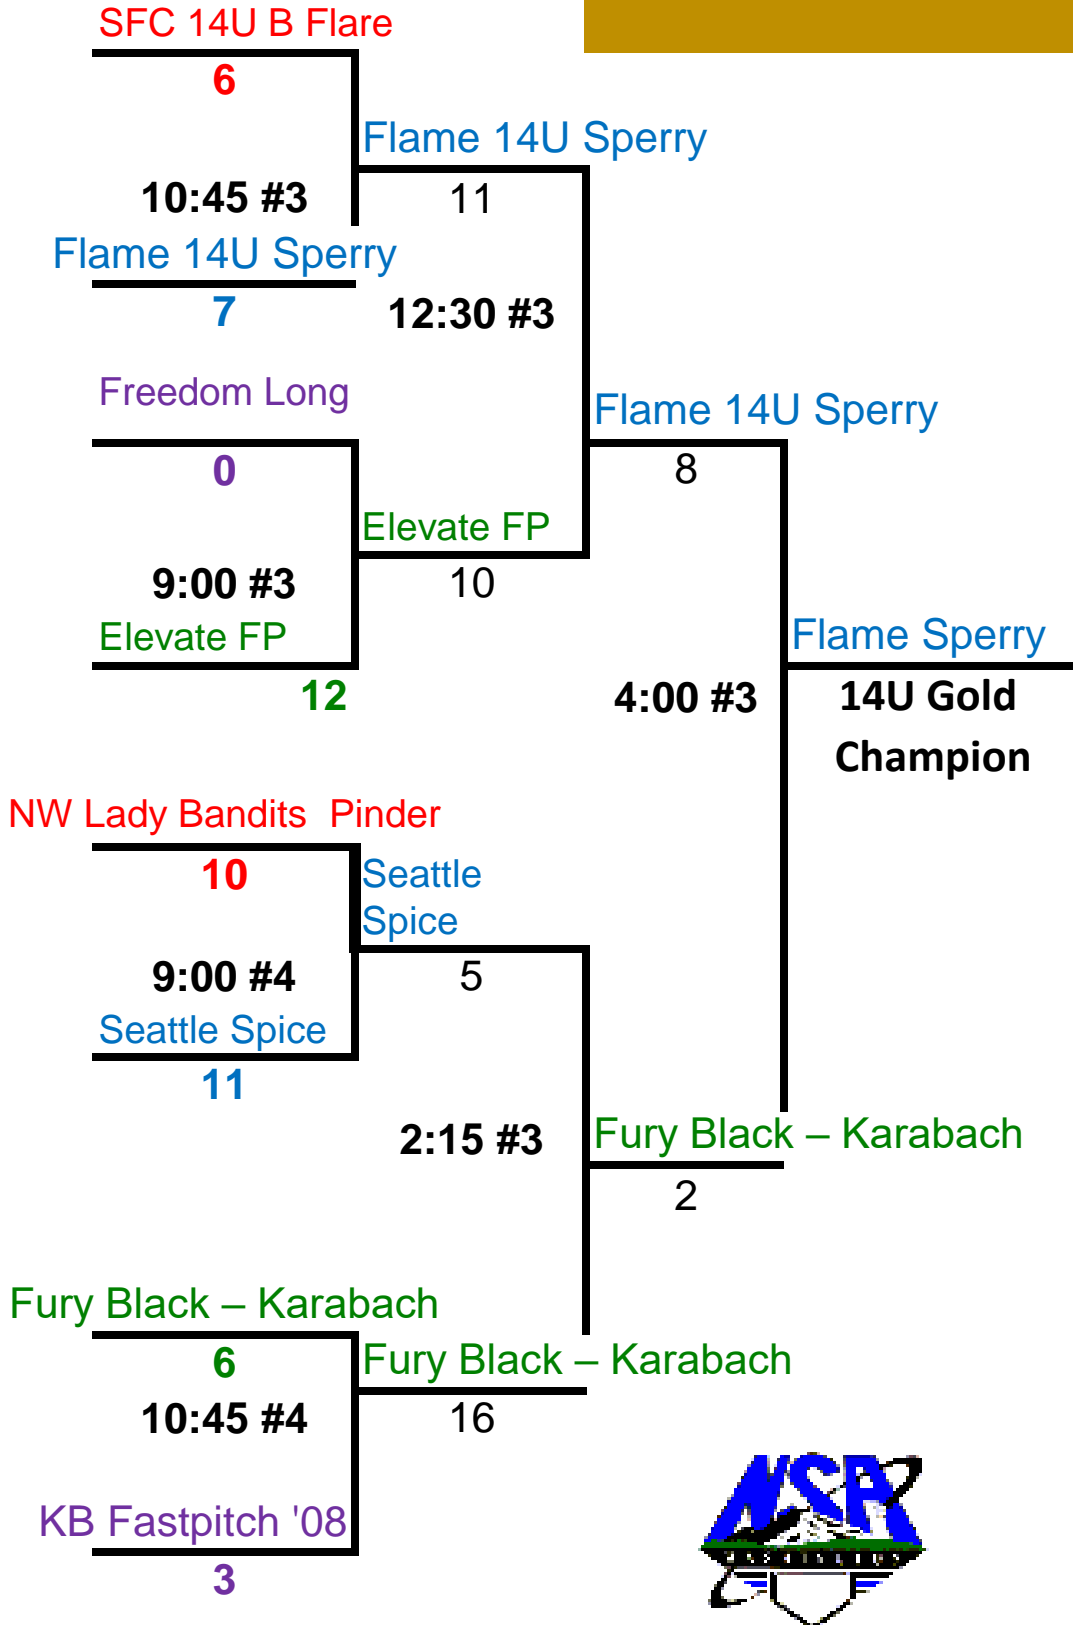 SFC 14U B Flare
6
Flame 14U Sperry
10:45 #3
11
Flame 14U Sperry
7
12:30 #3
Freedom Long
Flame 14U Sperry
0
8
Elevate FP
9:00 #3
10
Elevate FP
Flame Sperry
12
4:00 #3
14U Gold
Champion
NW Lady Bandits  Pinder
10
Seattle
Spice
9:00 #4
5
Seattle Spice
11
2:15 #3
Fury Black – Karabach
2
Fury Black – Karabach
6
Fury Black – Karabach
10:45 #4
16
NSA
KB Fastpitch '08
3